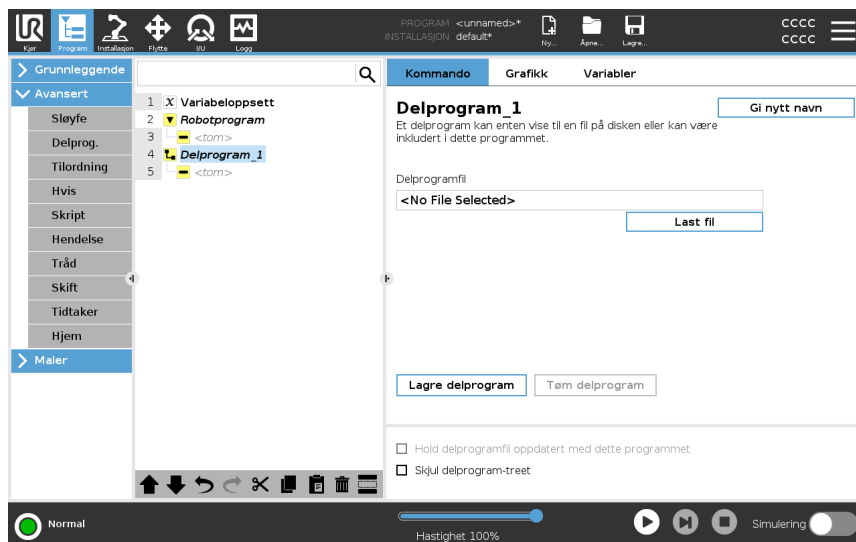 UR
PROGRAM <unnamed>*
INSTALLASJON default*
Ny...
Åpne...
Lagre...
CCCC
CCCC
Kjør
Program
Installasjon
Flytte
I/U
Logg
Grunnleggende
Avansert
Sløyfe
Delprog.
Tilordning
Hvis
Skript
Hendelse
Tråd
Skift
Tidtaker
Hjem
Maler
1 X Variabeloppsett
2 Robotprogram
3 <tom>
4 Delprogram_1
5 <tom>
Kommando
Grafikk
Variabler
Delprogram_1
Gi nytt navn
Et delprogram kan enten vise til en fil på disken eller kan være
inkludert i dette programmet.
Delprogramfil
<No File Selected>
Last fil
Lagre delprogram
Tøm delprogram
Hold delprogramfil oppdatert med dette programmet
Skjul delprogram-treet
Normal
Hastighet 100%
Simulering